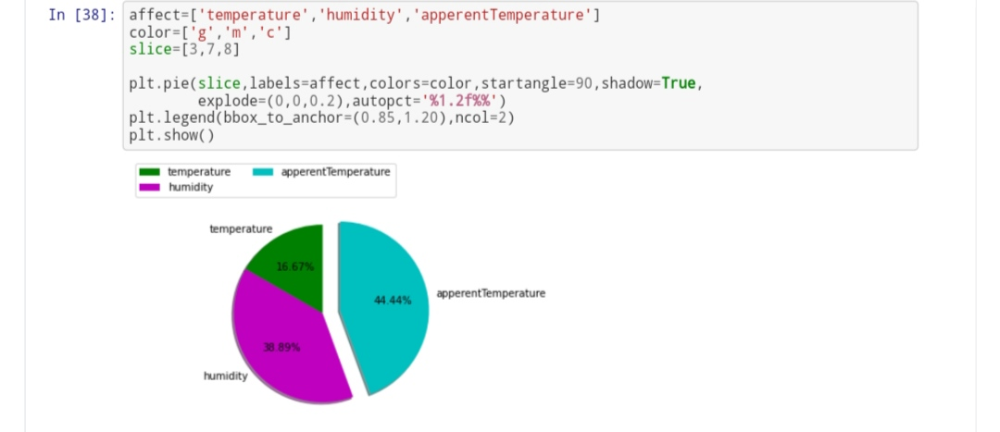 In [38]: affect=['temperature','humidity','apperentTemperature']
color=['g','m','c']
slice=[3,7,8]
plt.pie(slice,labels=affect,colors=color,startangle=90,shadow=True,
explode=(0,0,0.2),autopct='%1.2f%%')
plt.legend(bbox_to_anchor=(0.85,1.20),ncol=2)
plt.show()
temperature apperentTemperature
humidity
temperature
16.67%
apperentTemperature
44.44%
38.89%
humidity